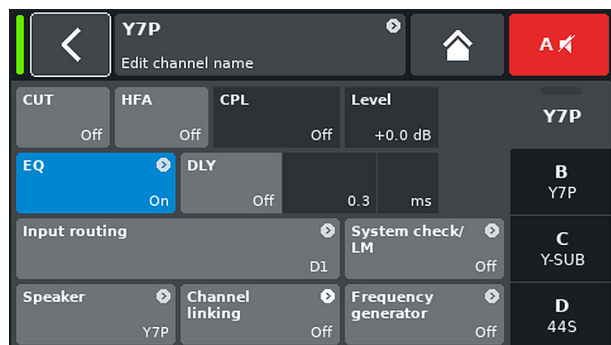 Y7P
Edit channel name
A
CUT
Off
HFA
Off
CPL
Off
Level
+0.0 dB
Y7P
EQ
On
DLY
Off
0.3
ms
B
Y7P
Input routing
D1
System check/
LM
Off
C
Y-SUB
Speaker
Y7P
Channel
linking
Off
Frequency
generator
Off
D
44S